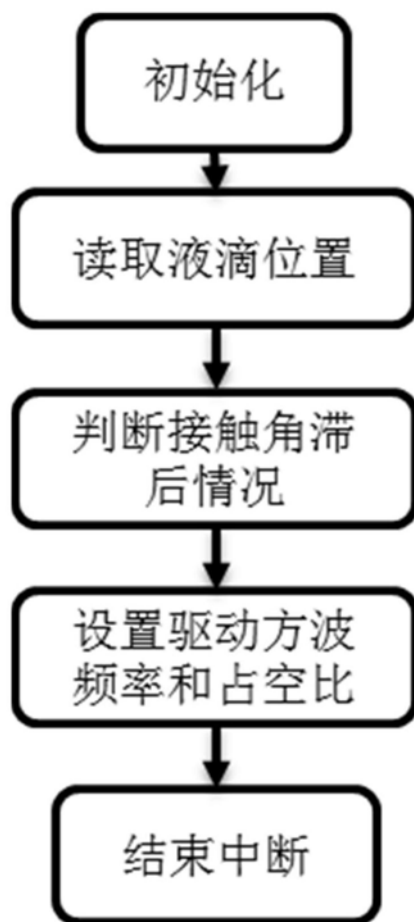 初始化
读取液滴位置
判断接触角滞
后情况
设置驱动方波
频率和占空比
结束中断